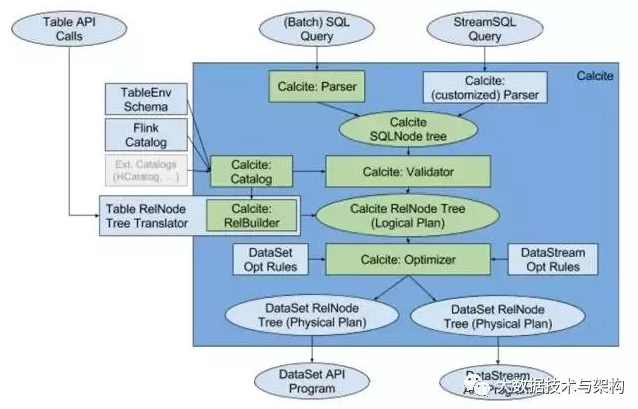 Table API
Calls
(Batch) SQL
Query
StreamSQL
Query
Calcite
TableEnv
Schema
Calcite: Parser
Calcite:
(customized) Parser
Flink
Catalog
Calcite
SQLNode tree
Ext. Catalogs
(HCatalog, …)
Calcite:
Catalog
Calcite: Validator
Table RelNode
Tree Translator
Calcite:
RelBuilder
Calcite RelNode Tree
(Logical Plan)
DataSet
Opt Rules
Calcite: Optimizer
DataStream
Opt Rules
DataSet RelNode
Tree (Physical Plan)
DataSet RelNode
Tree (Physical Plan)
DataSet API
Program
DataStream
Program
大数据技术与架构